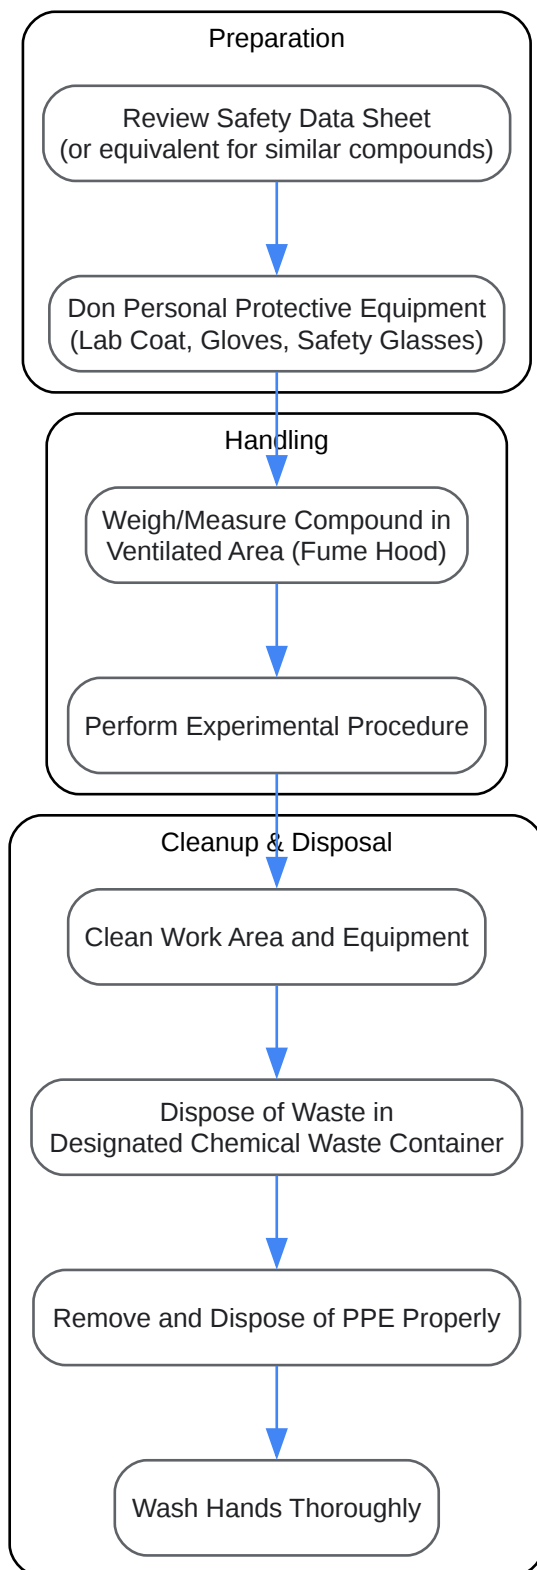 Preparation
Review Safety Data Sheet
(or equivalent for similar compounds)
Don Personal Protective Equipment
(Lab Coat, Gloves, Safety Glasses)
Handling
Weigh/Measure Compound in
Ventilated Area (Fume Hood)
Perform Experimental Procedure
Cleanup & Disposal
Clean Work Area and Equipment
Dispose of Waste in
Designated Chemical Waste Container
Remove and Dispose of PPE Properly
Wash Hands Thoroughly